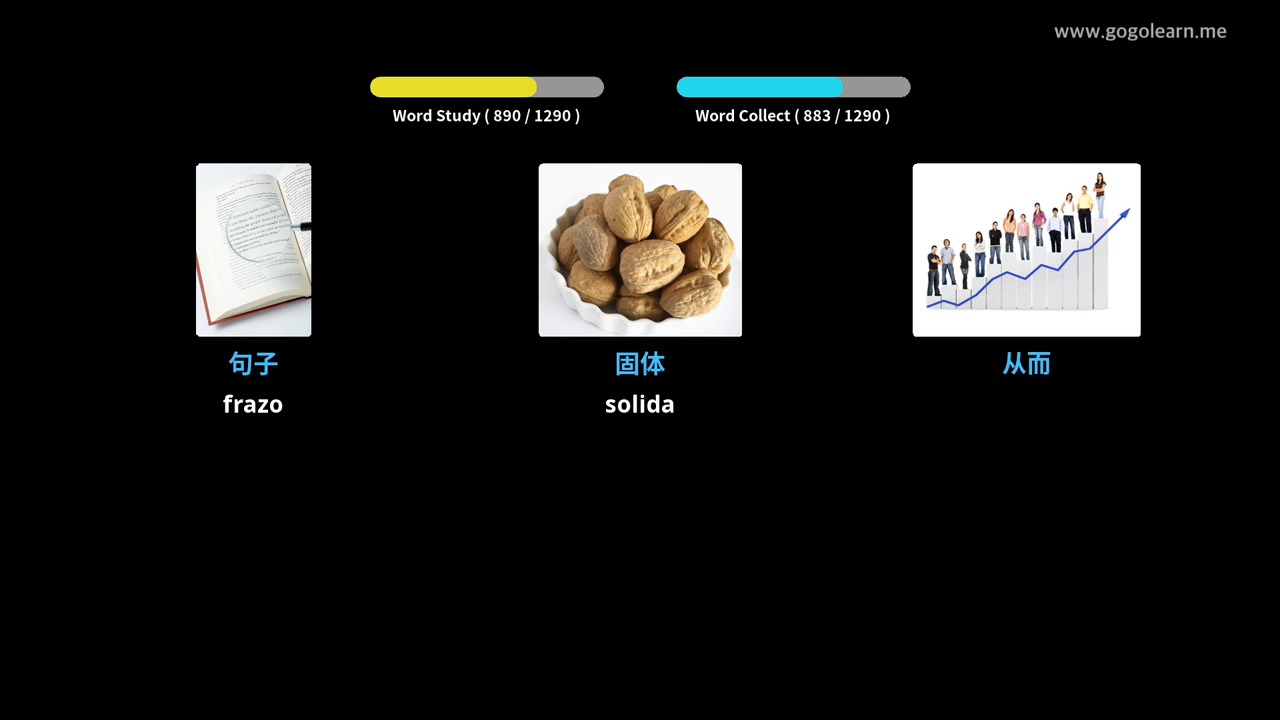 www.gogolearn.me
Word Study ( 890 / 1290 )
Word Collect ( 883 / 1290 )
句子
固体
从而
frazo
solida